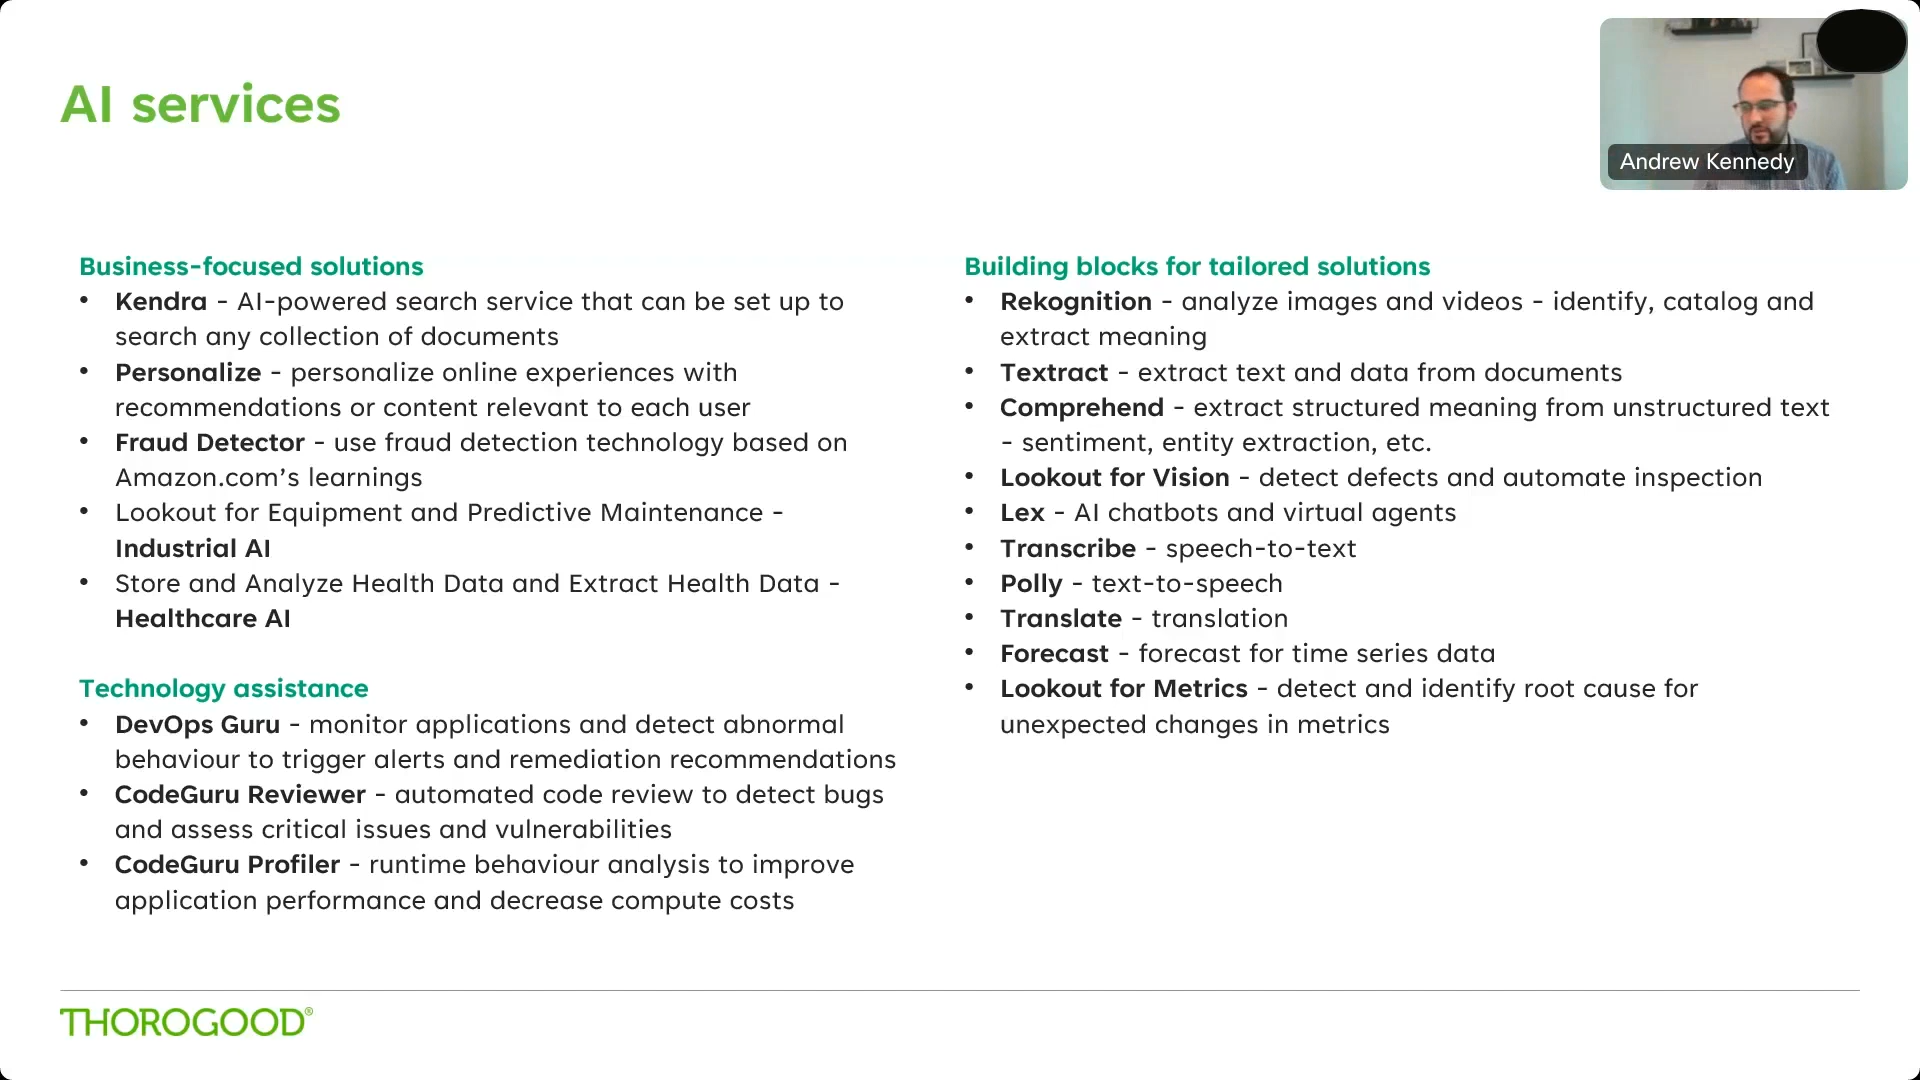 AI services
Andrew Kennedy
Business-focused solutions
• Kendra - AI-powered search service that can be set up to
search any collection of documents
• Personalize - personalize online experiences with
recommendations or content relevant to each user
• Fraud Detector - use fraud detection technology based on
Amazon.com’s learnings
• Lookout for Equipment and Predictive Maintenance -
Industrial AI
• Store and Analyze Health Data and Extract Health Data -
Healthcare AI
Technology assistance
• DevOps Guru - monitor applications and detect abnormal
behaviour to trigger alerts and remediation recommendations
• CodeGuru Reviewer - automated code review to detect bugs
and assess critical issues and vulnerabilities
• CodeGuru Profiler - runtime behaviour analysis to improve
application performance and decrease compute costs
Building blocks for tailored solutions
• Rekognition - analyze images and videos - identify, catalog and
extract meaning
• Textract - extract text and data from documents
• Comprehend - extract structured meaning from unstructured text
- sentiment, entity extraction, etc.
• Lookout for Vision - detect defects and automate inspection
• Lex - AI chatbots and virtual agents
• Transcribe - speech-to-text
• Polly - text-to-speech
• Translate - translation
• Forecast - forecast for time series data
• Lookout for Metrics - detect and identify root cause for
unexpected changes in metrics
THOROGOOD®